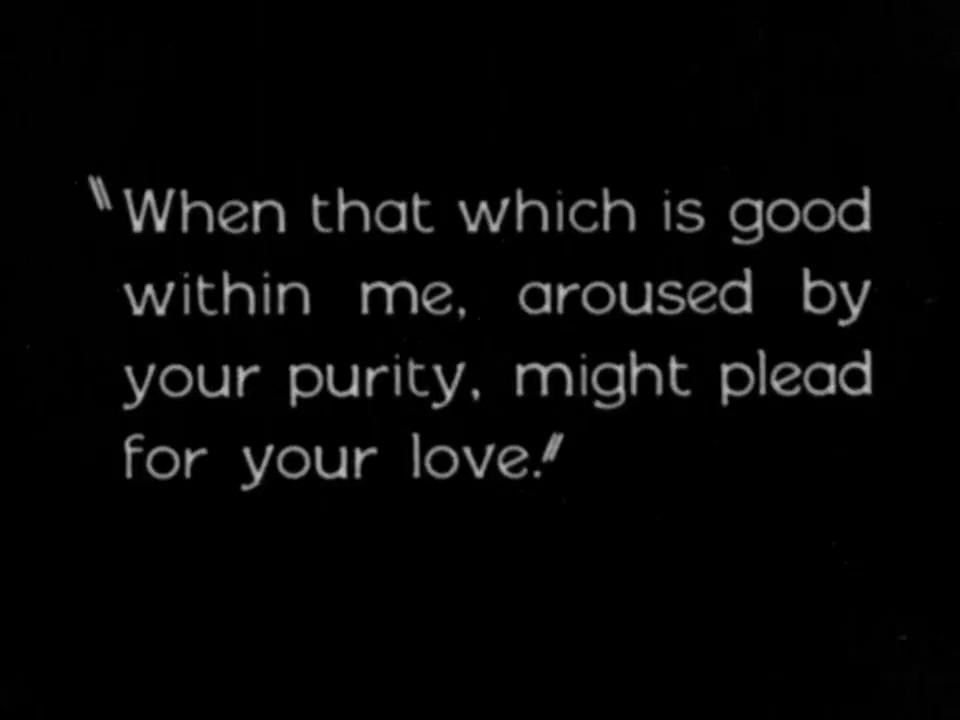 "When that which is good
within me, aroused by
your purity, might plead
for your love."